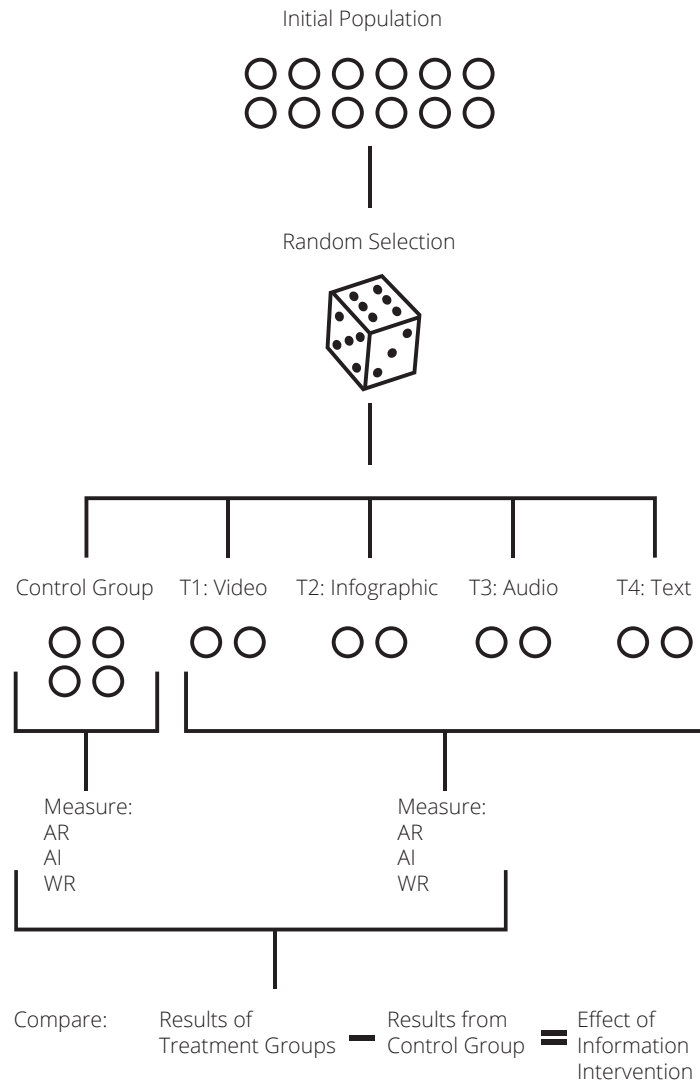 Initial Population
Random Selection
Control Group T1: Video T2: Infographic T3: Audio T4: Text
Measure:
AR
AI
WR
Measure:
AR
AI
WR
Compare:
Results of
Treatment Groups
Results from
Control Group
Effect of
Information
Intervention